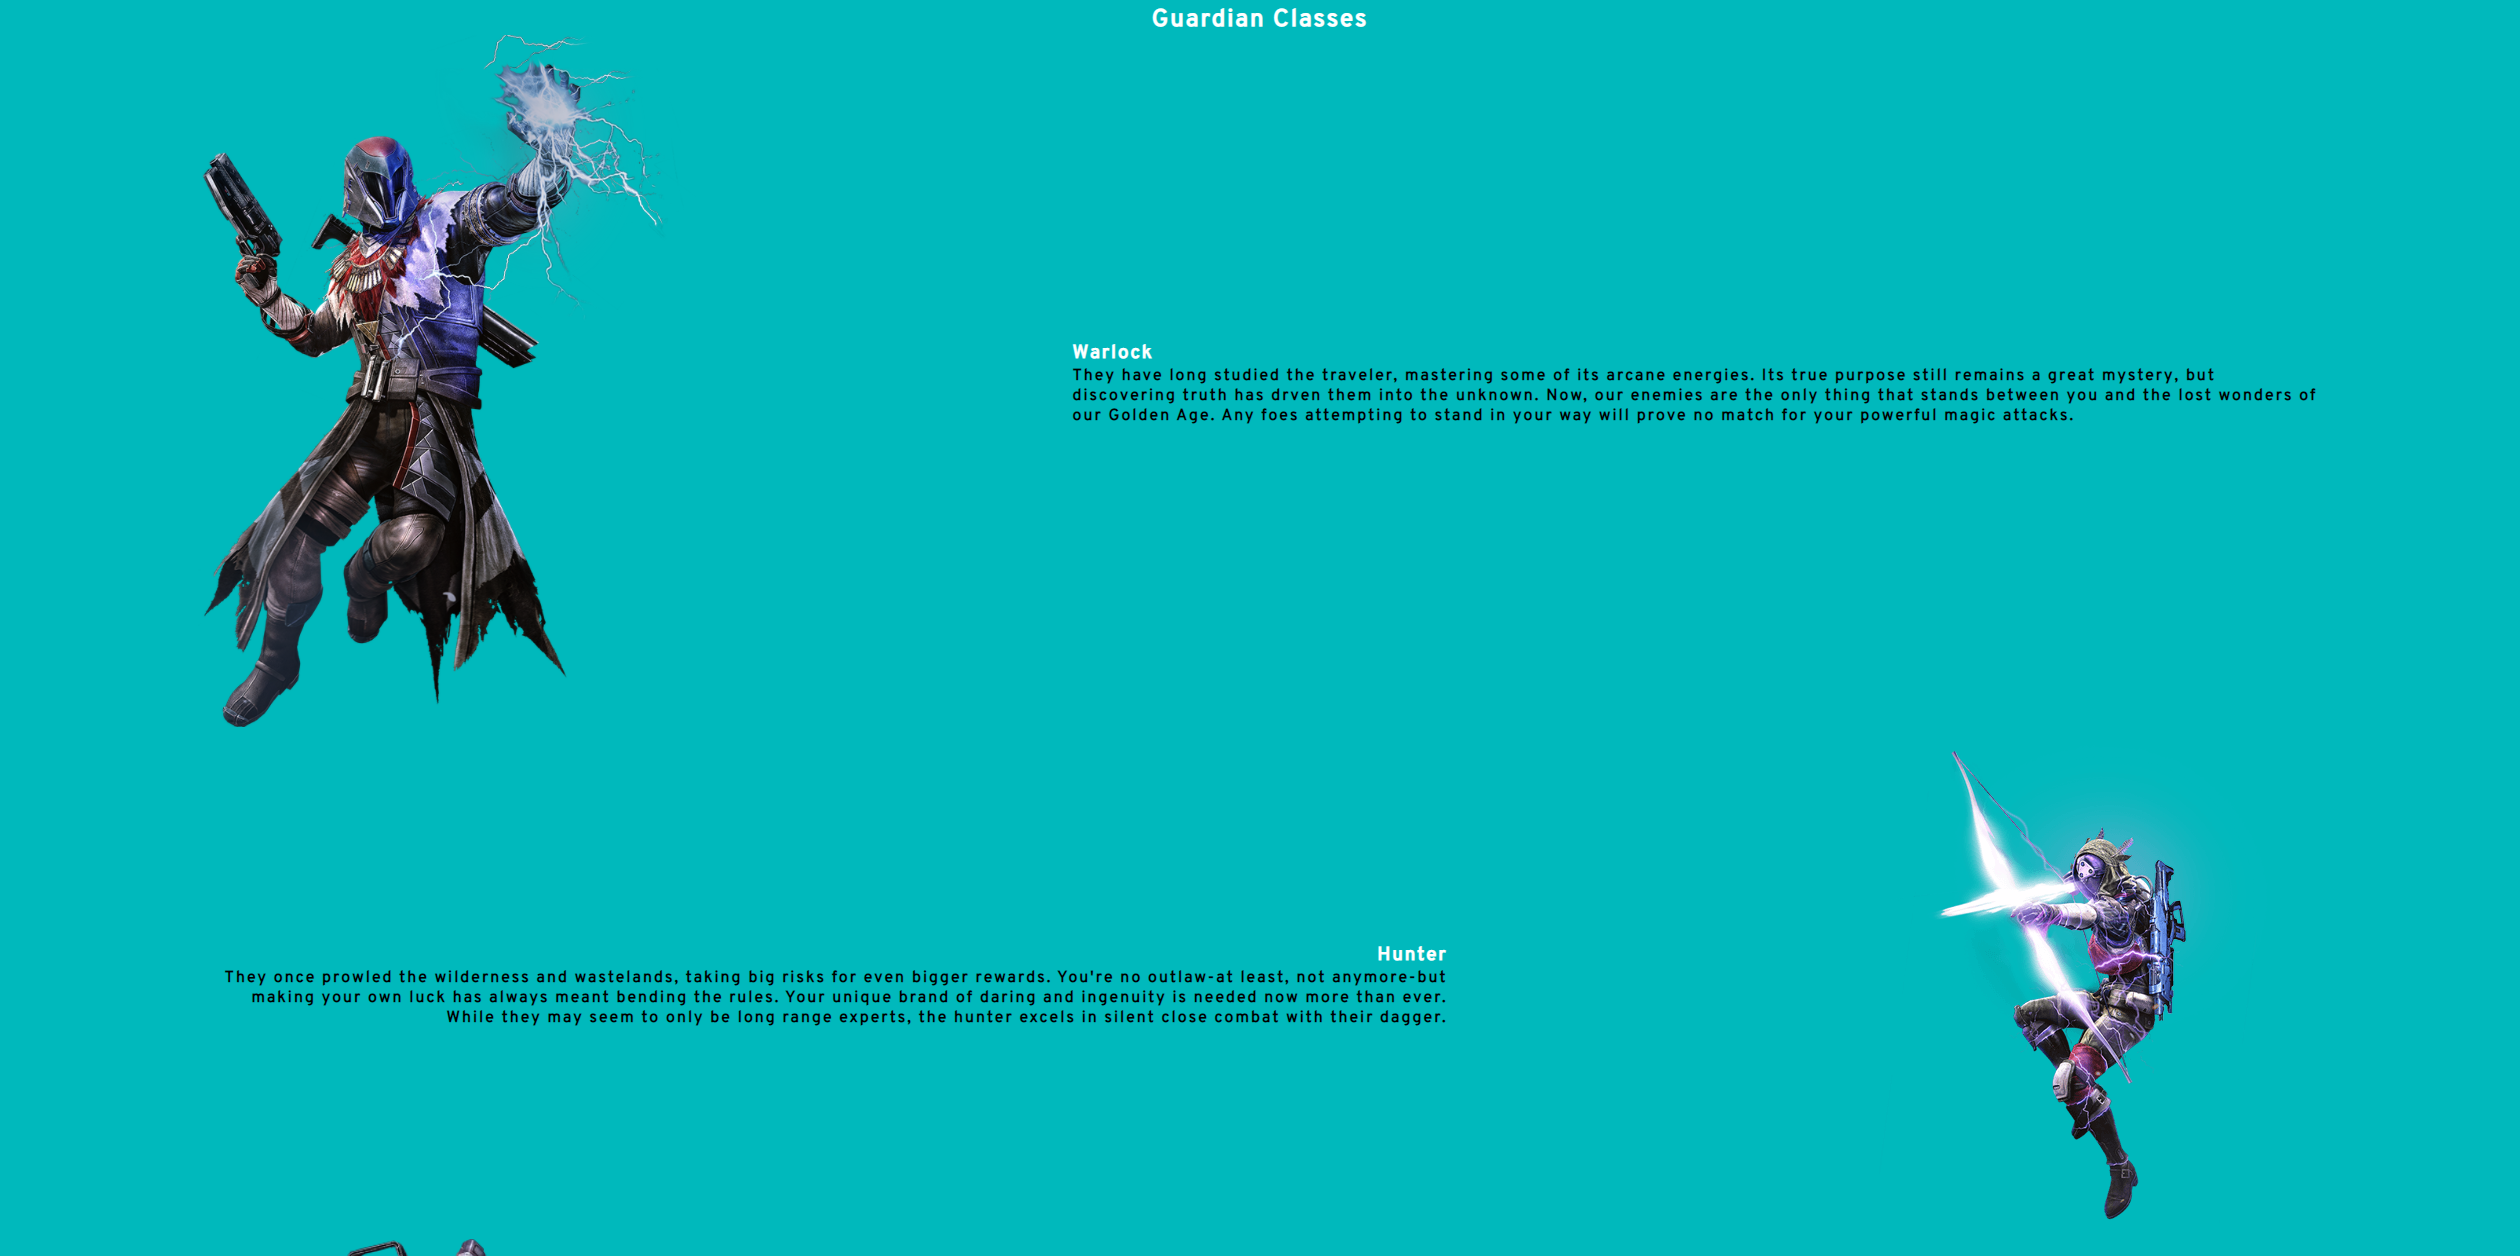 Guardian Classes
Warlock
They have long studied the traveler, mastering some of its arcane energies. Its true purpose still remains a great mystery, but
discovering truth has drven them into the unknown. Now, our enemies are the only thing that stands between you and the lost wonders of
our Golden Age. Any foes attempting to stand in your way will prove no match for your powerful magic attacks.
Hunter
They once prowled the wilderness and wastelands, taking big risks for even bigger rewards. You're no outlaw-at least, not anymore-but
making your own luck has always meant bending the rules. Your unique brand of daring and ingenuity is needed now more than ever.
While they may seem to only be long range experts, the hunter excels in silent close combat with their dagger.